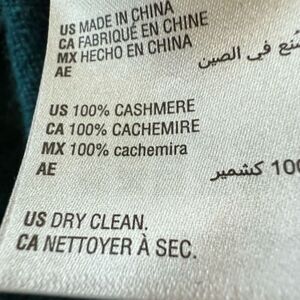 US MADE IN CHINA
CA FABRIQUÉ EN CHINE
MX HECHO EN CHINA
AE في الصين
US 100% CASHMERE
CA 100% CACHEMIRE
MX 100% cachemira
AE 100 كشمير
US DRY CLEAN.
CA NETTOYER À SEC.